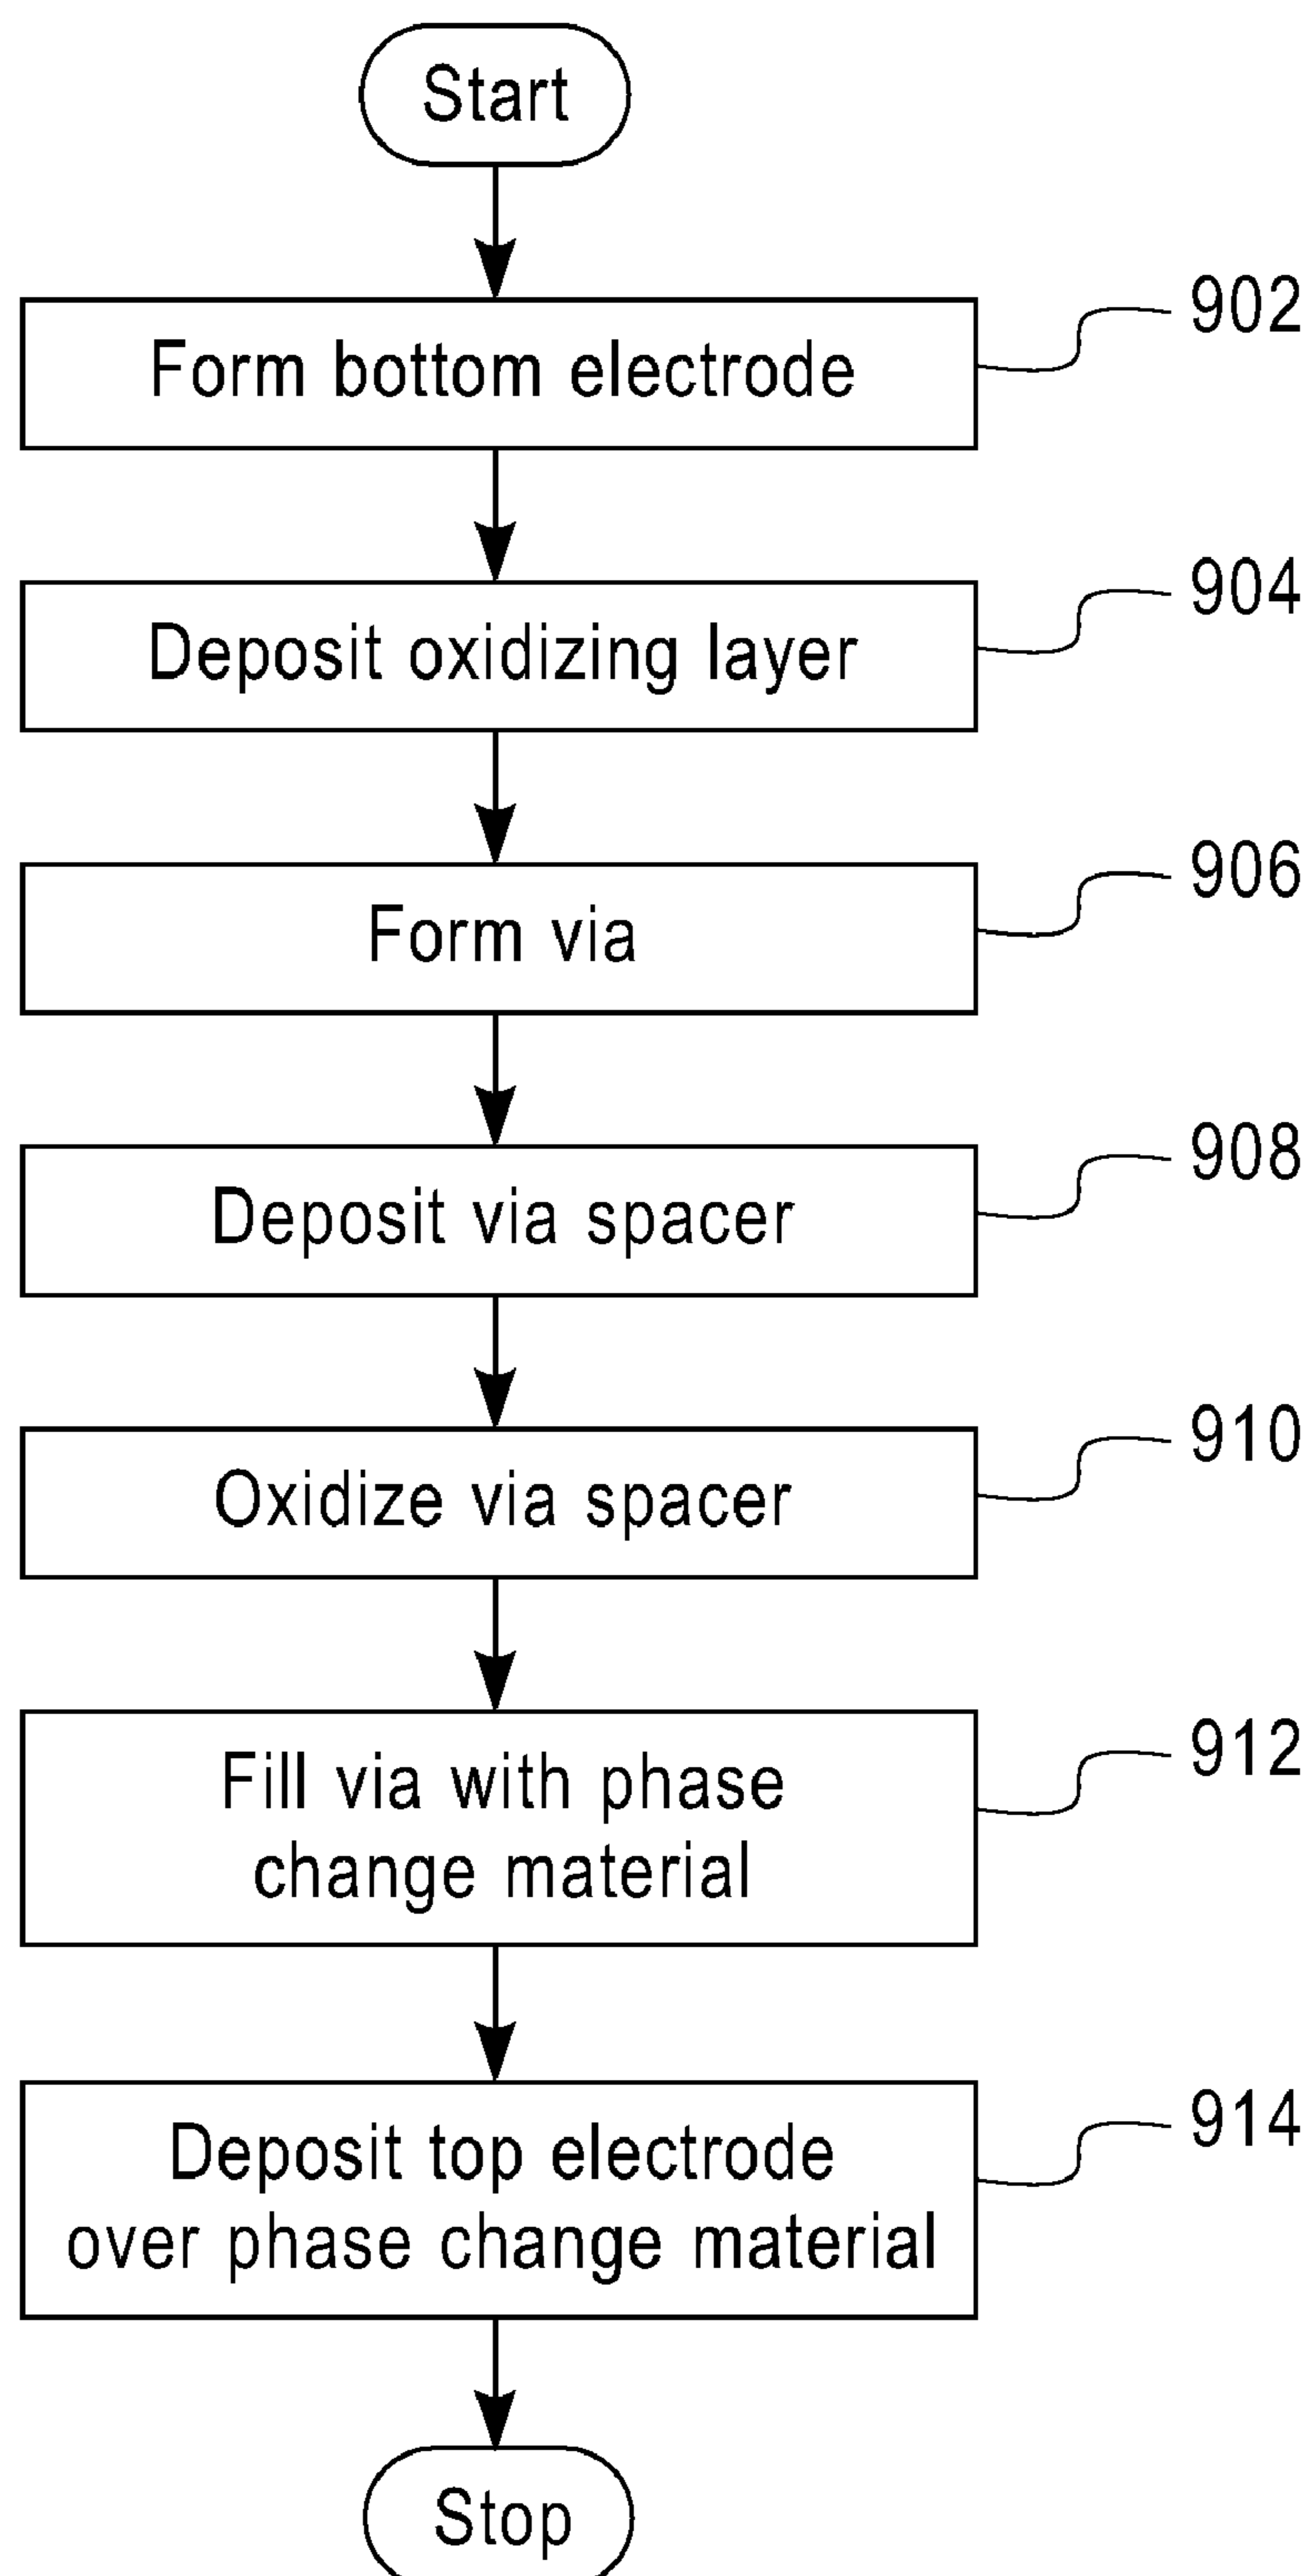 Start
Form bottom electrode
902
Deposit oxidizing layer
904
Form via
906
Deposit via spacer
908
Oxidize via spacer
910
Fill via with phase
change material
912
Deposit top electrode
over phase change material
914
Stop